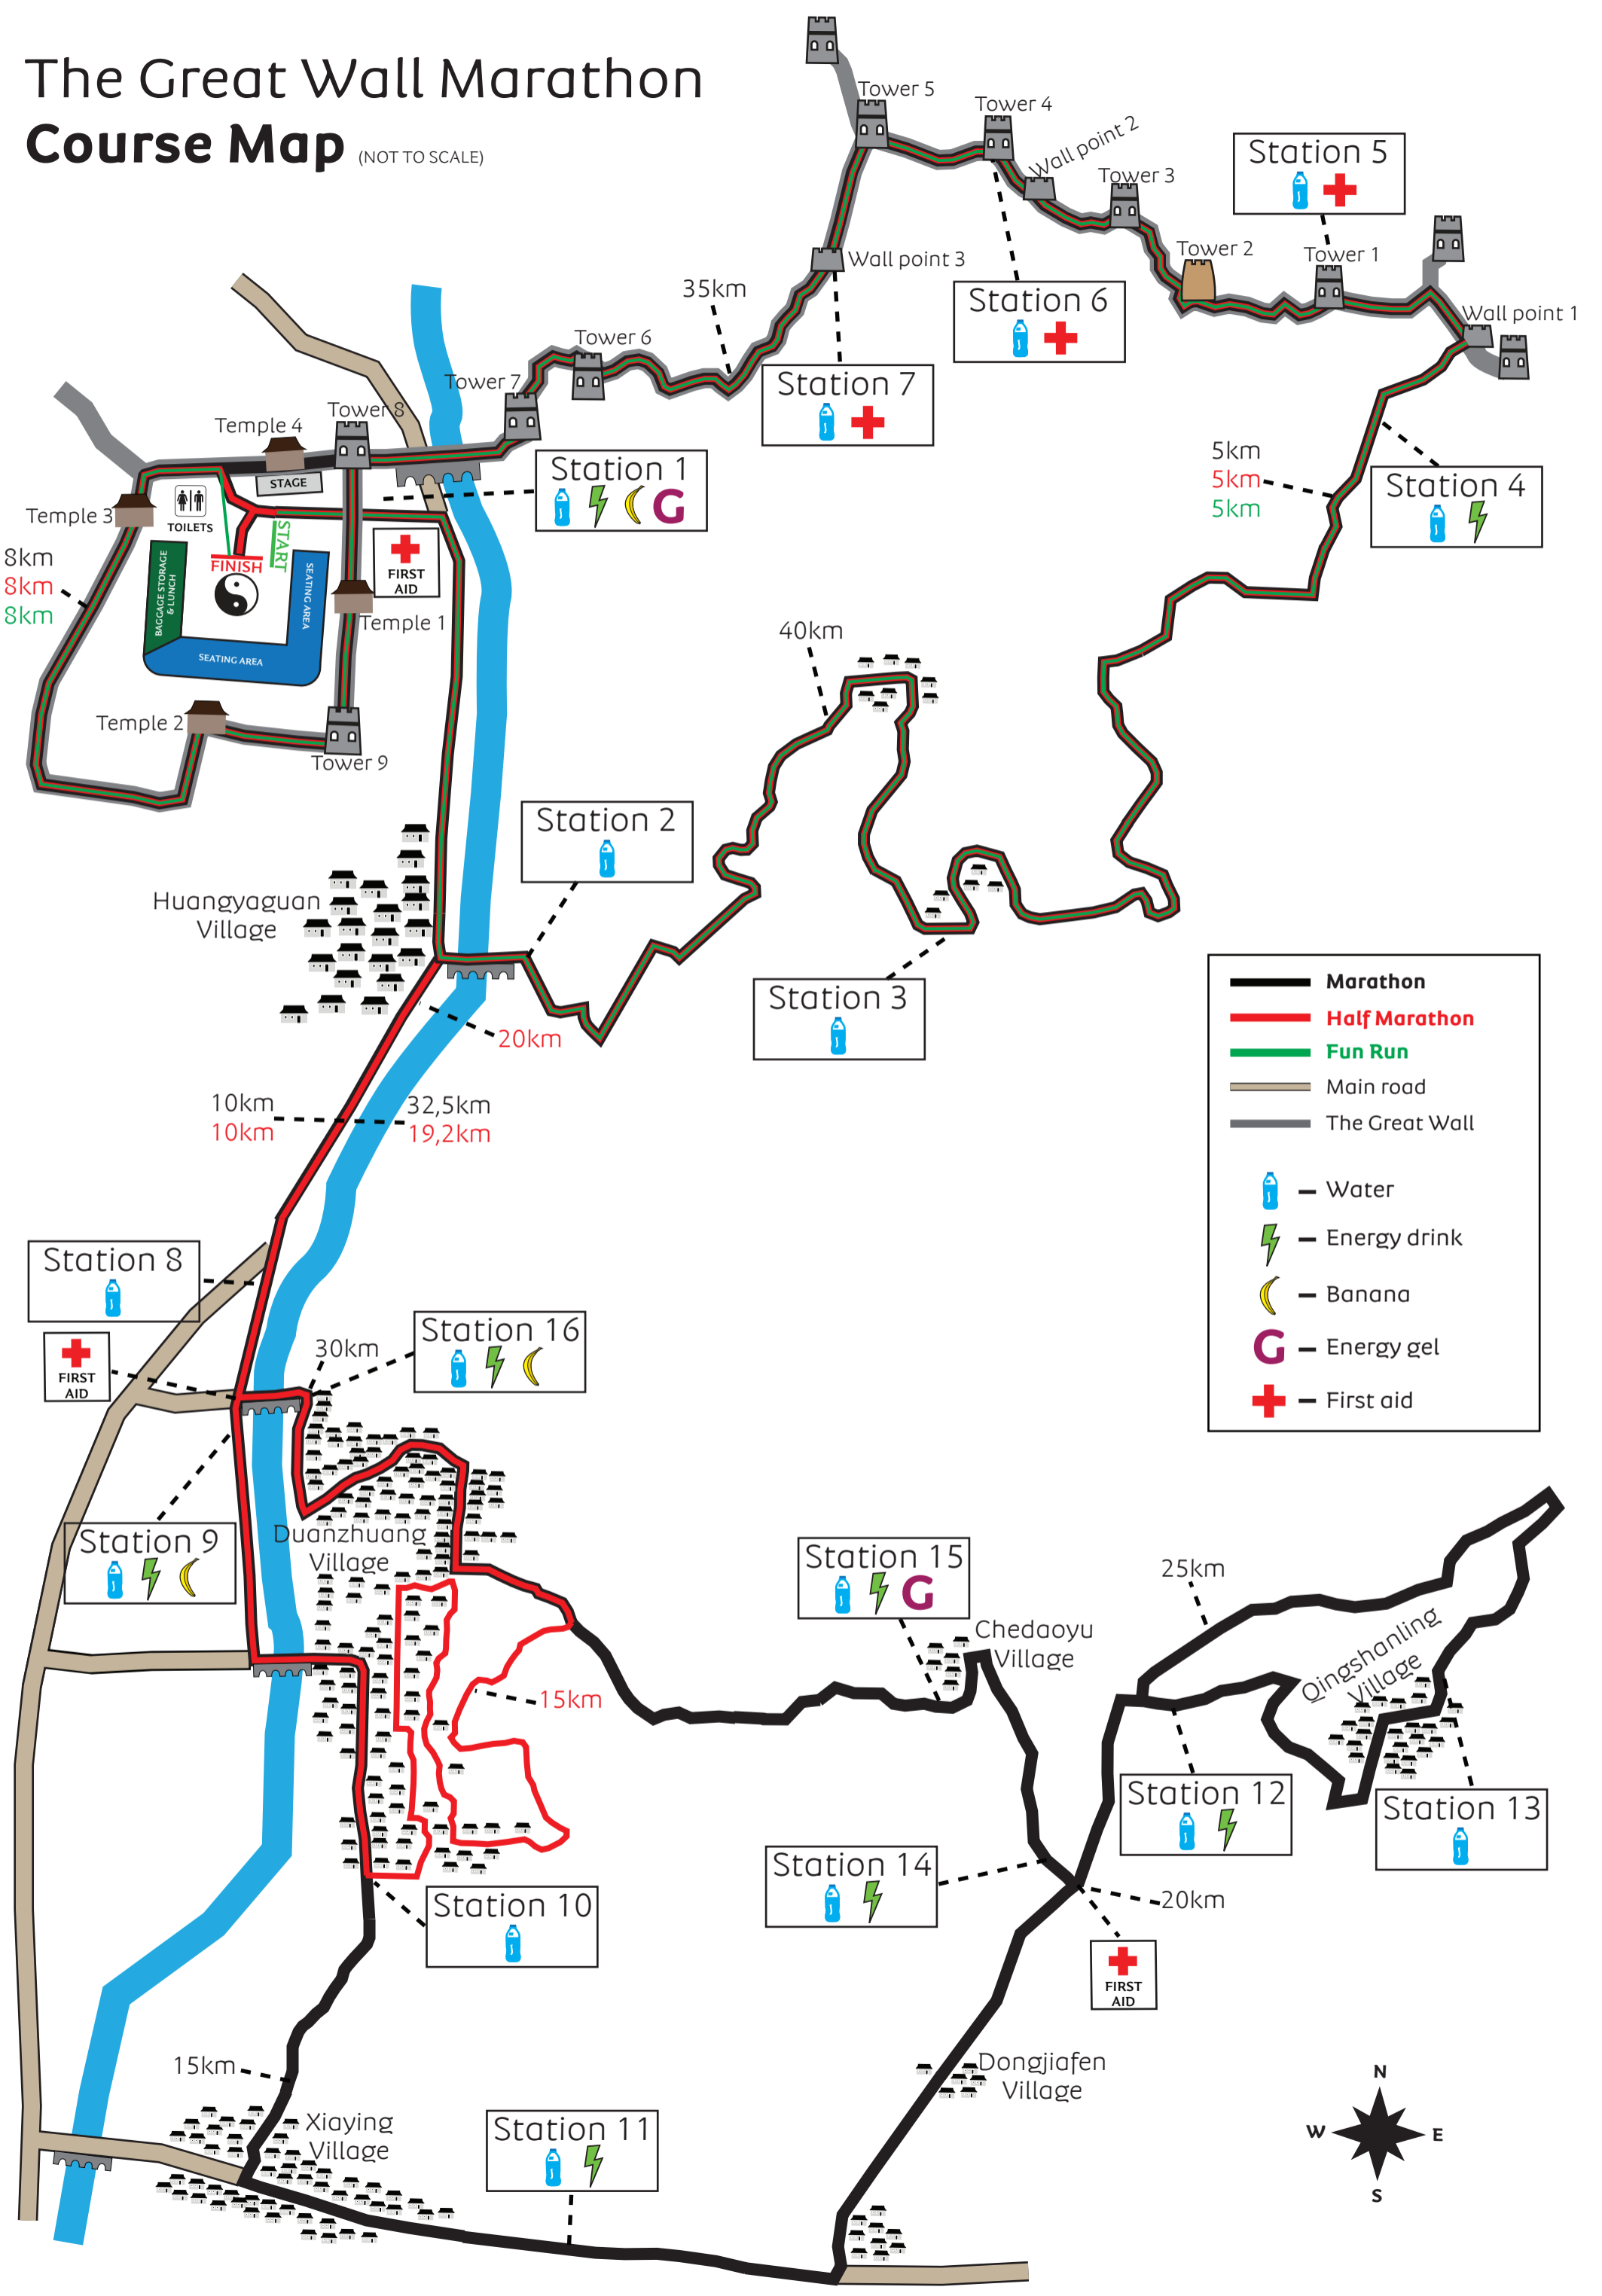 The Great Wall Marathon
Course Map (NOT TO SCALE)
Tower 5
Tower 4
Wall point 2
Tower 3
Station 5
Tower 2
Tower 1
Wall point 1
Wall point 3
35km
Station 6
Tower 6
Station 7
Tower 7
Tower 8
Temple 4
STAGE
Station 1
G
5km
5km
5km
Station 4
Temple 3
TOILETS
START
FINISH
FIRST
AID
8km
8km
8km
BAGGAGE STORAGE
& LUNCH
SEATING AREA
SEATING AREA
Temple 1
Temple 2
Tower 9
40km
Station 2
Huangyaguan
Village
Station 3
20km
10km
10km
32,5km
19,2km
Marathon
Half Marathon
Fun Run
Main road
The Great Wall
Water
Energy drink
Banana
G
Energy gel
First aid
Station 8
FIRST
AID
30km
Station 16
Station 9
Duanzhuang
Village
15km
Station 15
G
Chedaoyu
Village
25km
Qingshanling
Village
Station 12
Station 13
Station 14
20km
FIRST
AID
Station 10
15km
Xiaying
Village
Station 11
Dongjiafen
Village
N
W
E
S